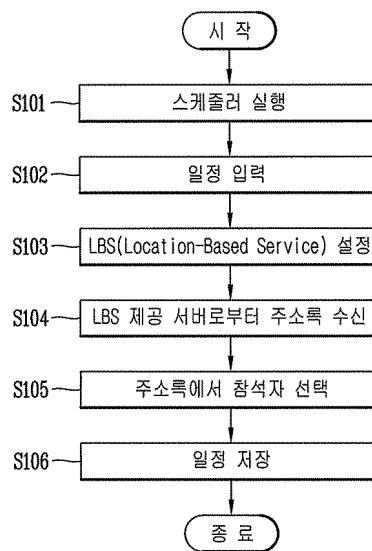 시 작
S101
스케줄러 실행
S102
일정 입력
S103
LBS(Location-Based Service) 설정
S104
LBS 제공 서버로부터 주소록 수신
S105
주소록에서 참석자 선택
S106
일정 저장
종 료